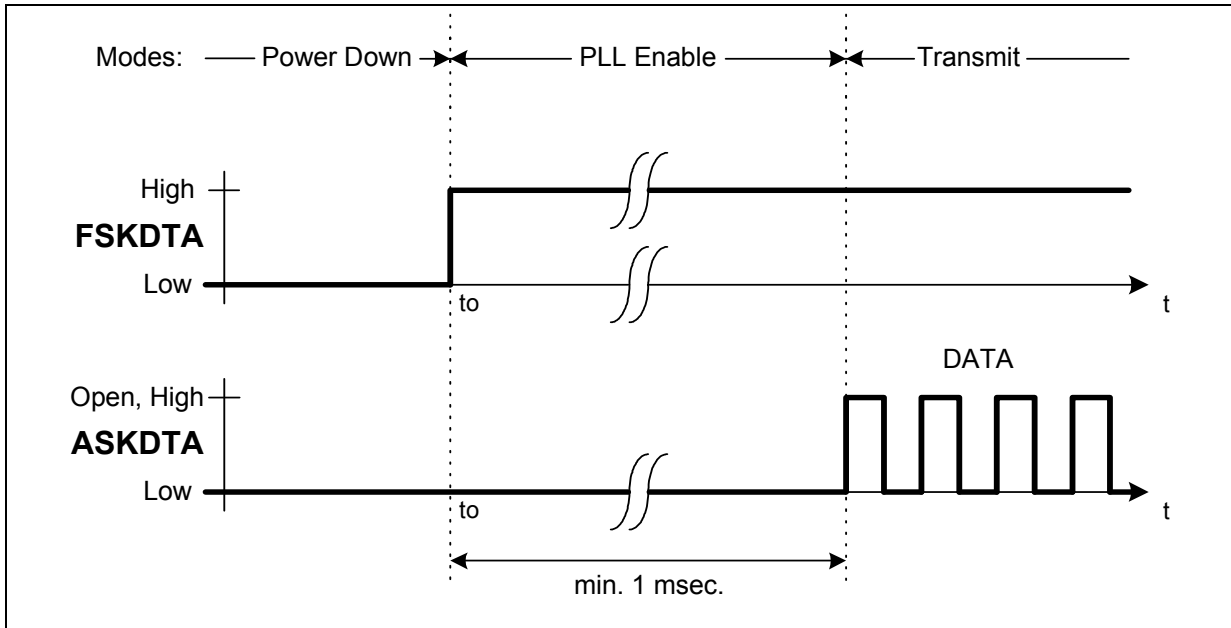 Modes: Power Down PLL Enable Transmit
High
FSKDTA
Low
to
t
DATA
Open, High
ASKDTA
Low
to
t
min. 1 msec.